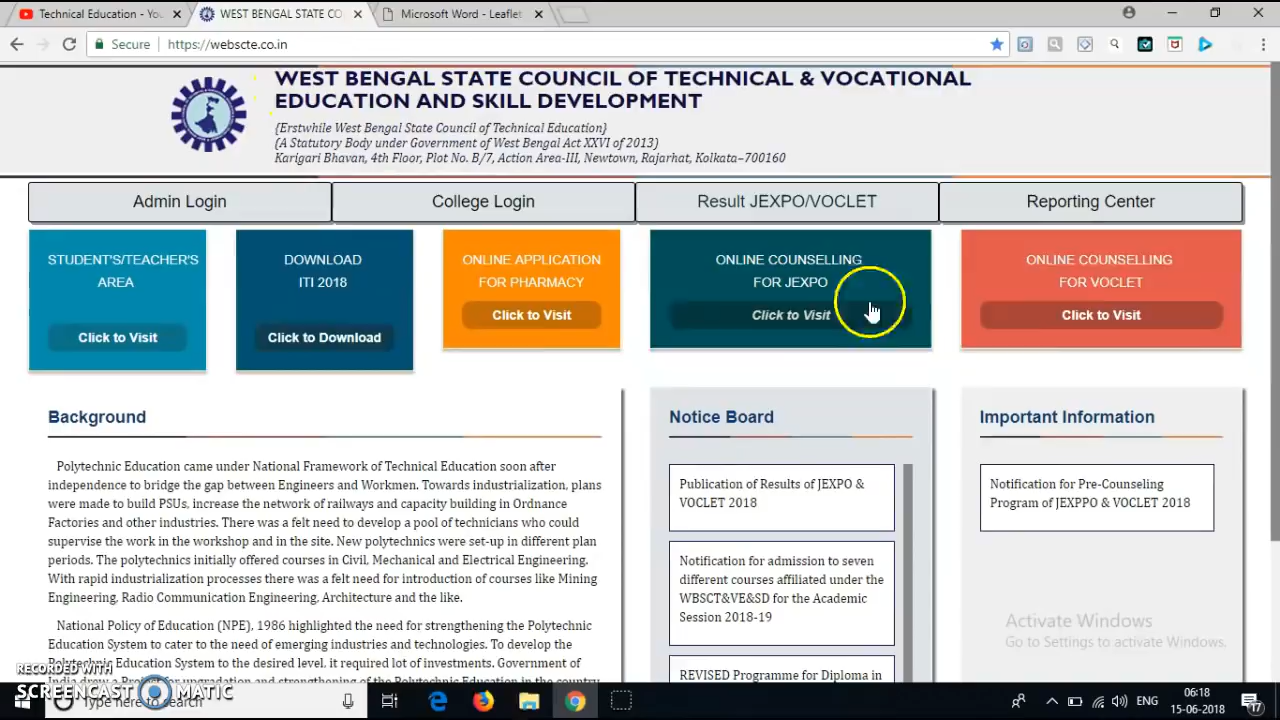 Technical Education - You
WEST BENGAL STATE CO
Microsoft Word - Leaflet
Secure
https://webscte.co.in
WEST BENGAL STATE COUNCIL OF TECHNICAL & VOCATIONAL
EDUCATION AND SKILL DEVELOPMENT
{Erstwhile West Bengal State Council of Technical Education}
(A Statutory Body under Government of West Bengal Act XXVI of 2013)
Karigari Bhavan, 4th Floor, Plot No. B/7, Action Area-III, Newtown, Rajarhat, Kolkata–700160
Admin Login
College Login
Result JEXPO/VOCLET
Reporting Center
STUDENT'S/TEACHER'S
AREA
Click to Visit
DOWNLOAD
ITI 2018
Click to Download
ONLINE APPLICATION
FOR PHARMACY
Click to Visit
ONLINE COUNSELLING
FOR JEXPO
Click to Visit
ONLINE COUNSELLING
FOR VOCLET
Click to Visit
Background
Polytechnic Education came under National Framework of Technical Education soon after
independence to bridge the gap between Engineers and Workmen. Towards industrialization, plans
were made to build PSUs, increase the network of railways and capacity building in Ordnance
Factories and other industries. There was a felt need to develop a pool of technicians who could
supervise the work in the workshop and in the site. New polytechnics were set-up in different plan
periods. The polytechnics initially offered courses in Civil, Mechanical and Electrical Engineering.
With rapid industrialization processes there was a felt need for introduction of courses like Mining
Engineering, Radio Communication Engineering, Architecture and the like.
National Policy of Education (NPE), 1986 highlighted the need for strengthening the Polytechnic
Education System to cater to the need of emerging industries and technologies. To develop the
Polytechnic Education System to the desired level, it required lot of investments. Government of
Notice Board
Publication of Results of JEXPO &
VOCLET 2018
Notification for admission to seven
different courses affiliated under the
WBSCT&VE&SD for the Academic
Session 2018-19
REVISED Programme for Diploma in
Important Information
Notification for Pre-Counseling
Program of JEXPPO & VOCLET 2018
Activate Windows
Go to Settings to activate Windows.
RECORDED WITH
SCREENCAST MATIC
Type here to search
ENG
06:18
15-06-2018
17